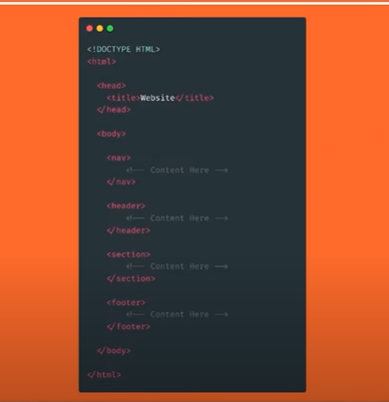 <!DOCTYPE HTML>
<html>
<head>
<title>Website</title>
</head>
<body>
<nav>
<!-- Content Here -->
</nav>
<header>
<!-- Content Here -->
</header>
<section>
<!-- Content Here -->
</section>
<footer>
<!-- Content Here -->
</footer>
</body>
</html>